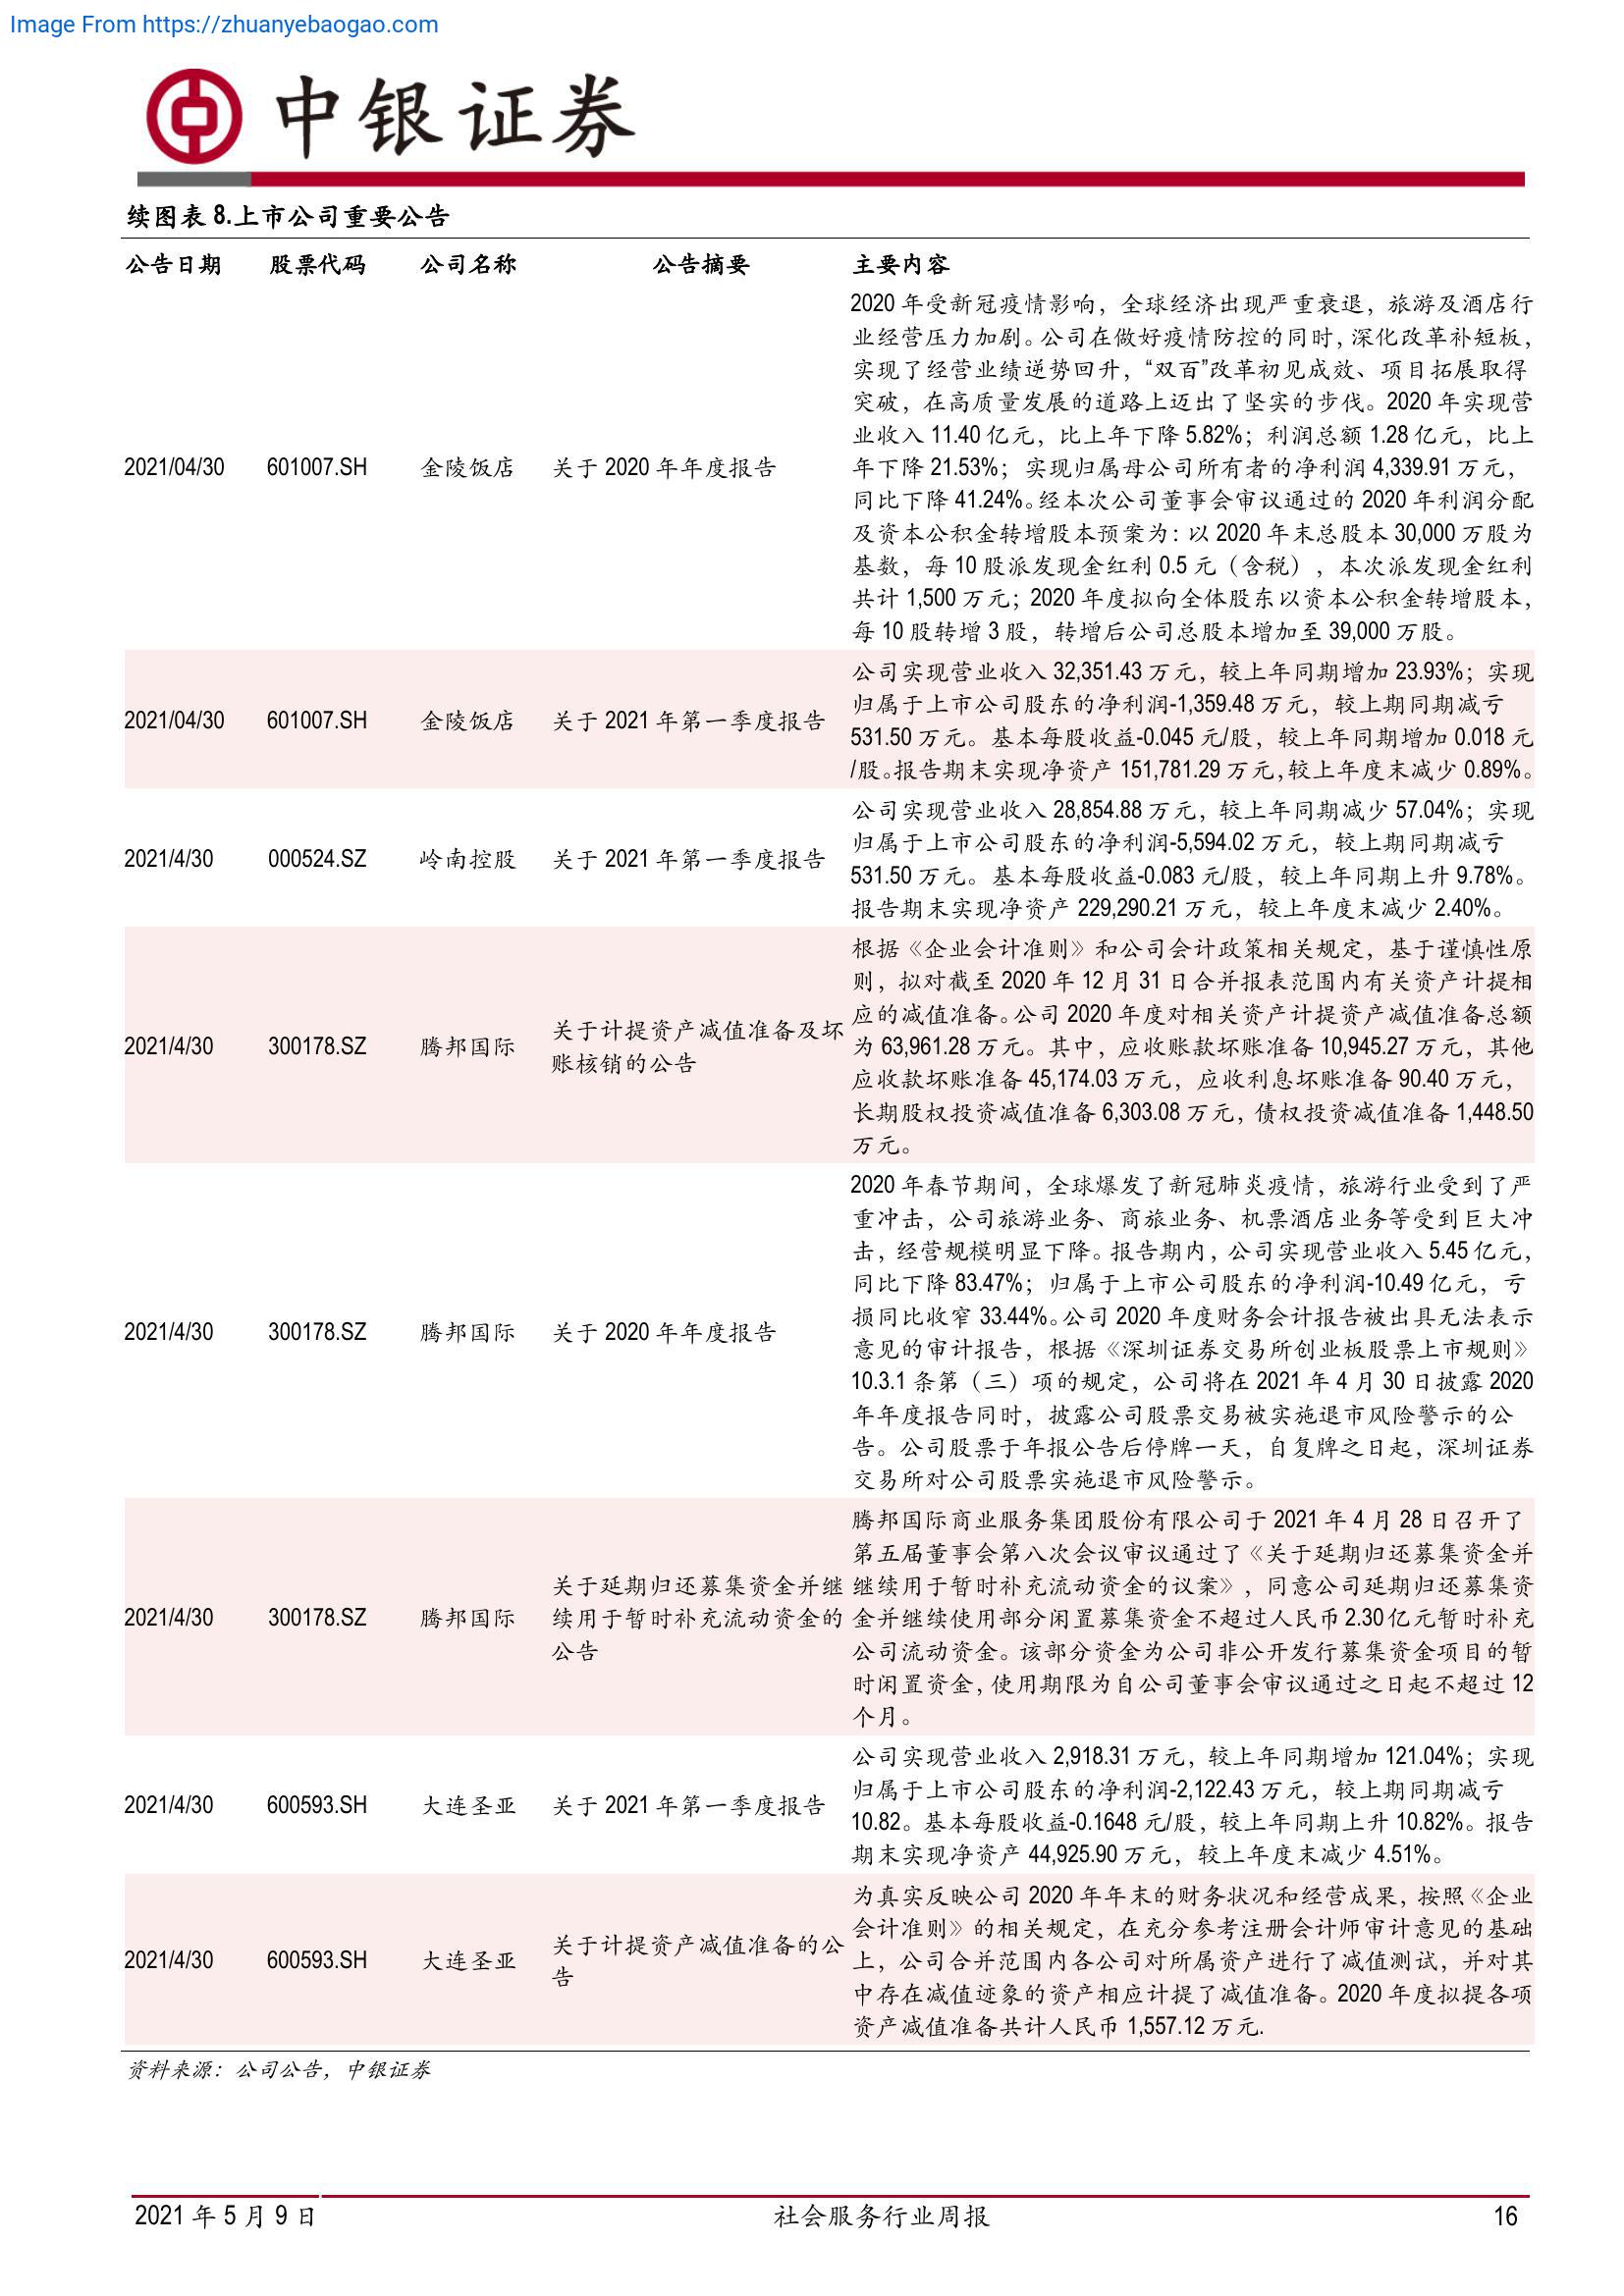 Image From https://zhuanyebaogao.com
中银证券
续图表 8.上市公司重要公告
公告日期 股票代码 公司名称 公告摘要 主要内容
2020 年受新冠疫情影响，全球经济出现严重衰退，旅游及酒店行
业经营压力加剧。公司在做好疫情防控的同时，深化改革补短板，
实现了经营业绩逆势回升，“双百”改革初见成效、项目拓展取得
突破，在高质量发展的道路上迈出了坚实的步伐。2020 年实现营
业收入 11.40 亿元，比上年下降 5.82%；利润总额 1.28 亿元，比上
2021/04/30 601007.SH 金陵饭店 关于 2020 年年度报告 年下降 21.53%；实现归属母公司所有者的净利润 4,339.91 万元，
同比下降 41.24%。经本次公司董事会审议通过的 2020 年利润分配
及资本公积金转增股本预案为：以 2020 年末总股本 30,000 万股为
基数，每 10 股派发现金红利 0.5 元（含税），本次派发现金红利
共计 1,500 万元；2020 年度拟向全体股东以资本公积金转增股本，
每 10 股转增 3 股，转增后公司总股本增加至 39,000 万股。
公司实现营业收入 32,351.43 万元，较上年同期增加 23.93%；实现
归属于上市公司股东的净利润-1,359.48 万元，较上期同期减亏
2021/04/30 601007.SH 金陵饭店 关于 2021 年第一季度报告
531.50 万元。基本每股收益-0.045 元/股，较上年同期增加 0.018 元
/股。报告期末实现净资产 151,781.29 万元，较上年度末减少 0.89%。
公司实现营业收入 28,854.88 万元，较上年同期减少 57.04%；实现
归属于上市公司股东的净利润-5,594.02 万元，较上期同期减亏
2021/4/30 000524.SZ 岭南控股 关于 2021 年第一季度报告
531.50 万元。基本每股收益-0.083 元/股，较上年同期上升 9.78%。
报告期末实现净资产 229,290.21 万元，较上年度末减少 2.40%。
2021/4/30 300178.SZ 腾邦国际
关于计提资产减值准备及坏
账核销的公告
根据《企业会计准则》和公司会计政策相关规定，基于谨慎性原
则，拟对截至 2020 年 12 月 31 日合并报表范围内有关资产计提相
应的减值准备。公司 2020 年度对相关资产计提资产减值准备总额
为 63,961.28 万元。其中，应收账款坏账准备 10,945.27 万元，其他
应收款坏账准备 45,174.03 万元，应收利息坏账准备 90.40 万元，
长期股权投资减值准备 6,303.08 万元，债权投资减值准备 1,448.50
万元。
2020 年春节期间，全球爆发了新冠肺炎疫情，旅游行业受到了严
重冲击，公司旅游业务、商旅业务、机票酒店业务等受到巨大冲
击，经营规模明显下降。报告期内，公司实现营业收入 5.45 亿元，
同比下降 83.47%；归属于上市公司股东的净利润-10.49 亿元，亏
2021/4/30 300178.SZ 腾邦国际 关于 2020 年年度报告
损同比收窄 33.44%。公司 2020 年度财务会计报告被出具无法表示
意见的审计报告，根据《深圳证券交易所创业板股票上市规则》
10.3.1 条第（三）项的规定，公司将在 2021 年 4 月 30 日披露 2020
年年度报告同时，披露公司股票交易被实施退市风险警示的公
告。公司股票于年报公告后停牌一天，自复牌之日起，深圳证券
交易所对公司股票实施退市风险警示。
2021/4/30 300178.SZ 腾邦国际
关于延期归还募集资金并继
续用于暂时补充流动资金的
公告
腾邦国际商业服务集团股份有限公司于 2021 年 4 月 28 日召开了
第五届董事会第八次会议审议通过了《关于延期归还募集资金并
继续用于暂时补充流动资金的议案》，同意公司延期归还募集资
金并继续使用部分闲置募集资金不超过人民币 2.30 亿元暂时补充
公司流动资金。该部分资金为公司非公开发行募集资金项目的暂
时闲置资金，使用期限为自公司董事会审议通过之日起不超过 12
个月。
公司实现营业收入 2,918.31 万元，较上年同期增加 121.04%；实现
归属于上市公司股东的净利润-2,122.43 万元，较上期同期减亏
2021/4/30 600593.SH 大连圣亚 关于 2021 年第一季度报告
10.82。基本每股收益-0.1648 元/股，较上年同期上升 10.82%。报告
期末实现净资产 44,925.90 万元，较上年度末减少 4.51%。
2021/4/30 600593.SH 大连圣亚
关于计提资产减值准备的公
告
为真实反映公司 2020 年年末的财务状况和经营成果，按照《企业
会计准则》的相关规定，在充分参考注册会计师审计意见的基础
上，公司合并范围内各公司对所属资产进行了减值测试，并对其
中存在减值迹象的资产相应计提了减值准备。2020 年度拟提各项
资产减值准备共计人民币 1,557.12 万元.
资料来源：公司公告，中银证券
2021 年 5 月 9 日 社会服务行业周报 16